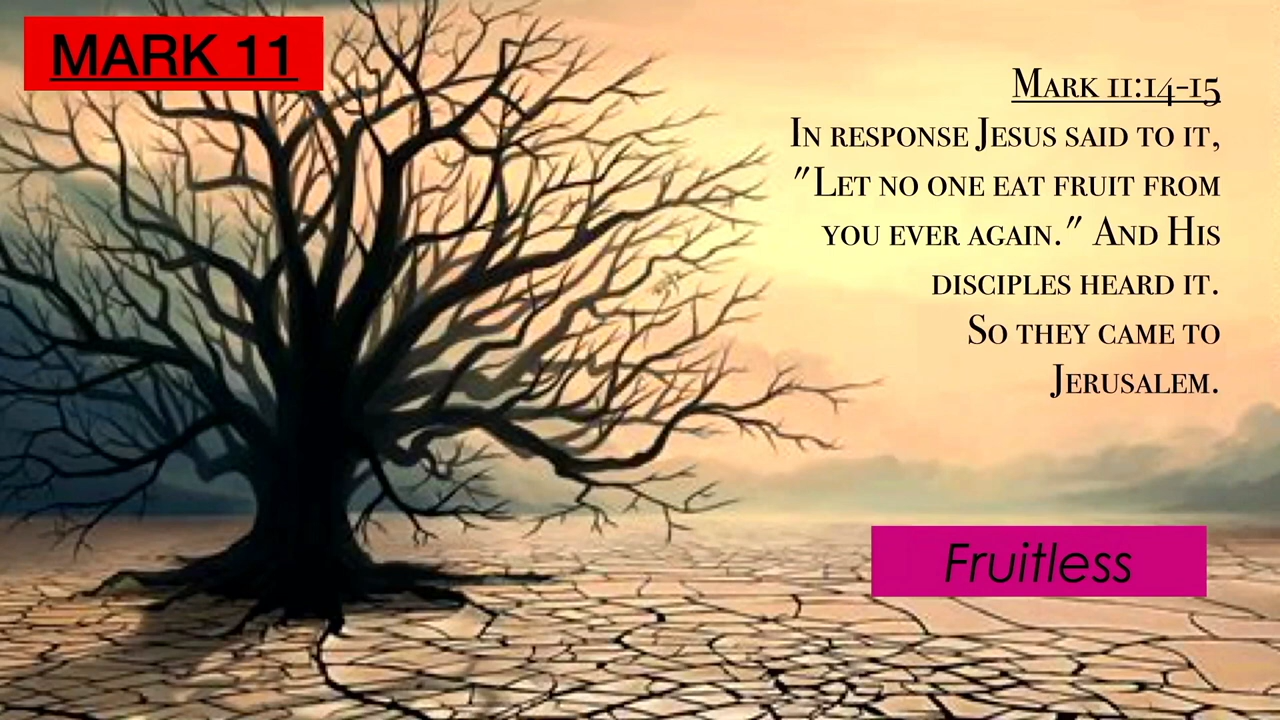 MARK 11
Mark 11:14-15
In response Jesus said to it,
"Let no one eat fruit from
you ever again." And His
disciples heard it.
So they came to
Jerusalem.
Fruitless